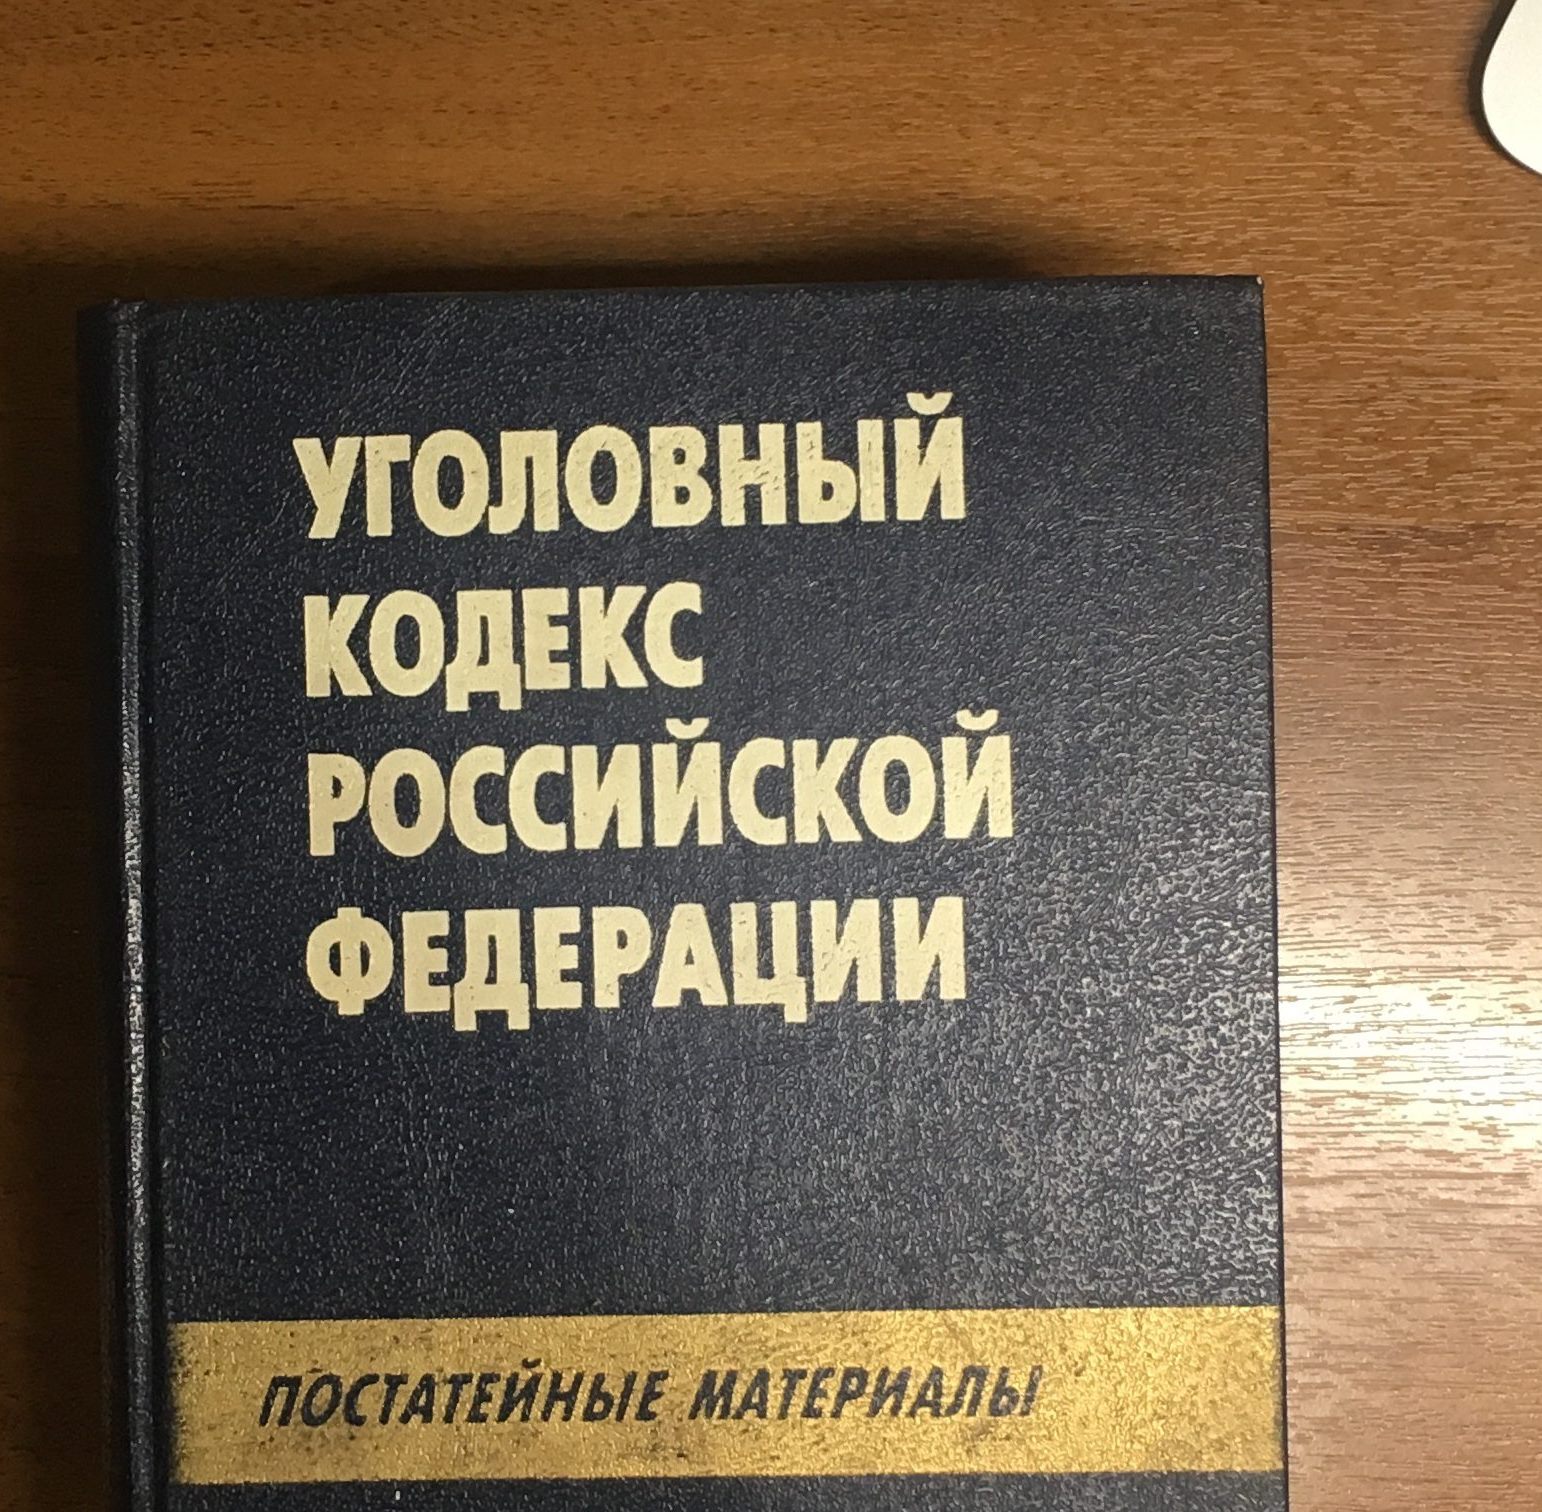 УГОЛОВНЫЙ
КОДЕКС
РОССИЙСКОЙ
ФЕДЕРАЦИИ
ПОСТАТЕЙНЫЕ МАТЕРИАЛЫ